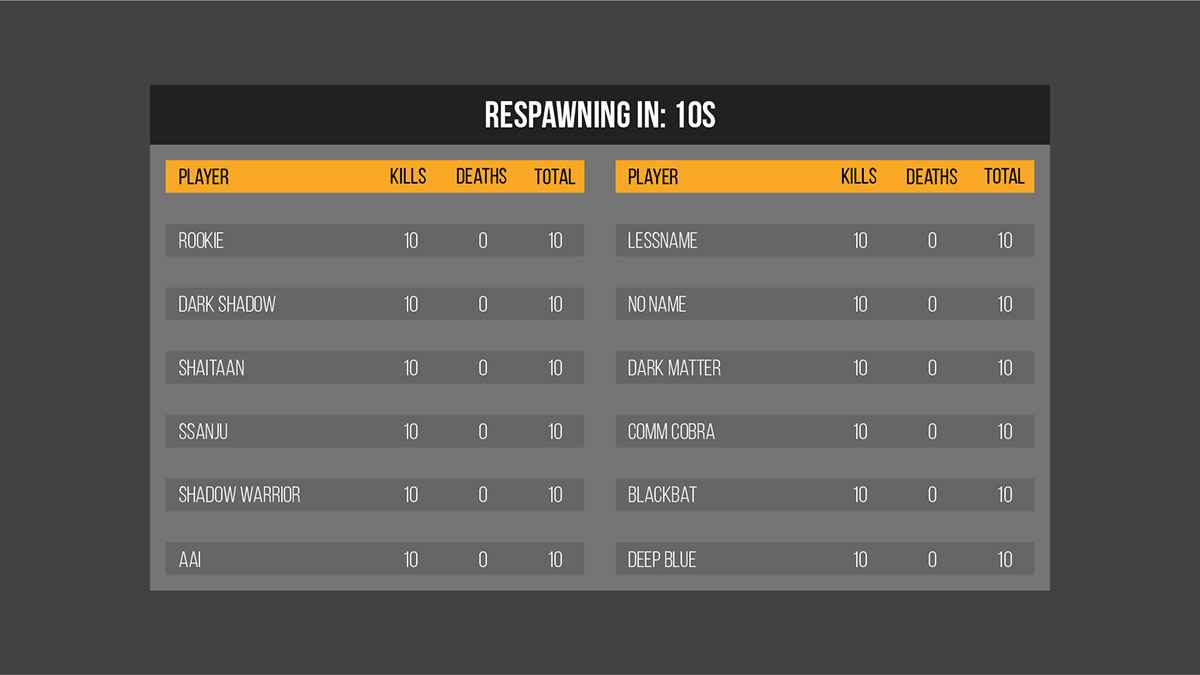 RESPAWNING IN: 10S
PLAYER KILLS DEATHS TOTAL
ROOKIE 10 0 10
DARK SHADOW 10 0 10
SHAITAAN 10 0 10
SSANJU 10 0 10
SHADOW WARRIOR 10 0 10
AAI 10 0 10
PLAYER KILLS DEATHS TOTAL
LESSNAME 10 0 10
NO NAME 10 0 10
DARK MATTER 10 0 10
COMM COBRA 10 0 10
BLACKBAT 10 0 10
DEEP BLUE 10 0 10